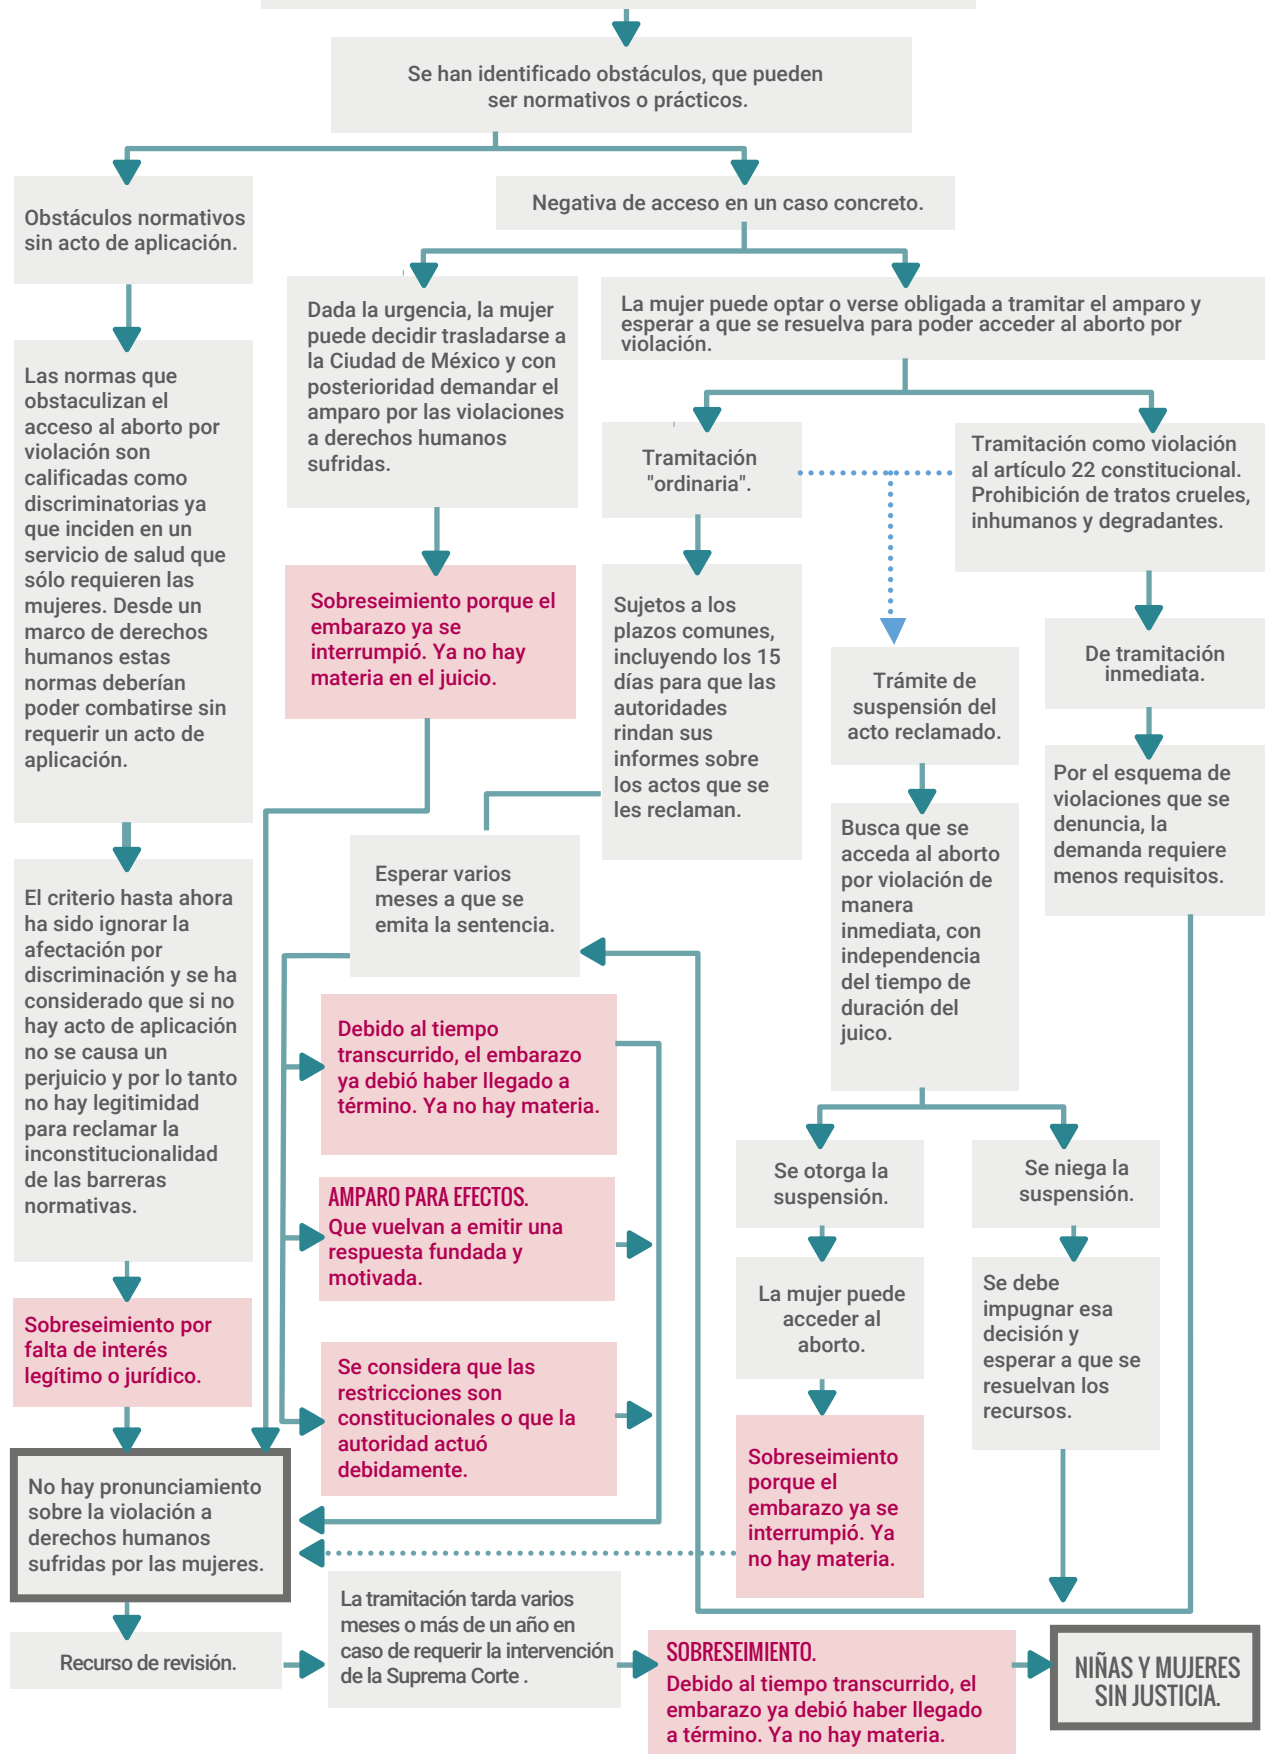 Se han identificado obstáculos, que pueden
ser normativos o prácticos.
Obstáculos normativos
sin acto de aplicación.
Negativa de acceso en un caso concreto.
Las normas que
obstaculizan el
acceso al aborto por
violación son
calificadas como
discriminatorias ya
que inciden en un
servicio de salud que
sólo requieren las
mujeres. Desde un
marco de derechos
humanos estas
normas deberían
poder combatirse sin
requerir un acto de
aplicación.
Dada la urgencia, la mujer
puede decidir trasladarse a
la Ciudad de México y con
posterioridad demandar el
amparo por las violaciones
a derechos humanos
sufridas.
La mujer puede optar o verse obligada a tramitar el amparo y
esperar a que se resuelva para poder acceder al aborto por
violación.
Tramitación
"ordinaria".
Tramitación como violación
al artículo 22 constitucional.
Prohibición de tratos crueles,
inhumanos y degradantes.
Sobreseimiento porque el
embarazo ya se
interrumpió. Ya no hay
materia en el juicio.
Sujetos a los
plazos comunes,
incluyendo los 15
días para que las
autoridades
rindan sus
informes sobre
los actos que se
les reclaman.
Trámite de
suspensión del
acto reclamado.
De tramitación
inmediata.
Por el esquema de
violaciones que se
denuncia, la
demanda requiere
menos requisitos.
Busca que se
acceda al aborto
por violación de
manera
inmediata, con
independencia
del tiempo de
duración del
juico.
Esperar varios
meses a que se
emita la sentencia.
El criterio hasta ahora
ha sido ignorar la
afectación por
discriminación y se ha
considerado que si no
hay acto de aplicación
no se causa un
perjuicio y por lo tanto
no hay legitimidad
para reclamar la
inconstitucionalidad
de las barreras
normativas.
Debido al tiempo
transcurrido, el embarazo
ya debió haber llegado a
término. Ya no hay materia.
AMPARO PARA EFECTOS.
Que vuelvan a emitir una
respuesta fundada y
motivada.
Se considera que las
restricciones son
constitucionales o que la
autoridad actuó
debidamente.
Se otorga la
suspensión.
Se niega la
suspensión.
La mujer puede
acceder al
aborto.
Se debe
impugnar esa
decisión y
esperar a que se
resuelvan los
recursos.
Sobreseimiento por
falta de interés
legítimo o jurídico.
Sobreseimiento
porque el
embarazo ya se
interrumpió. Ya
no hay materia.
No hay pronunciamiento
sobre la violación a
derechos humanos
sufridas por las mujeres.
Recurso de revisión.
La tramitación tarda varios
meses o más de un año en
caso de requerir la intervención
de la Suprema Corte .
SOBRESEIMIENTO.
Debido al tiempo transcurrido, el
embarazo ya debió haber llegado
a término. Ya no hay materia.
NIÑAS Y MUJERES
SIN JUSTICIA.